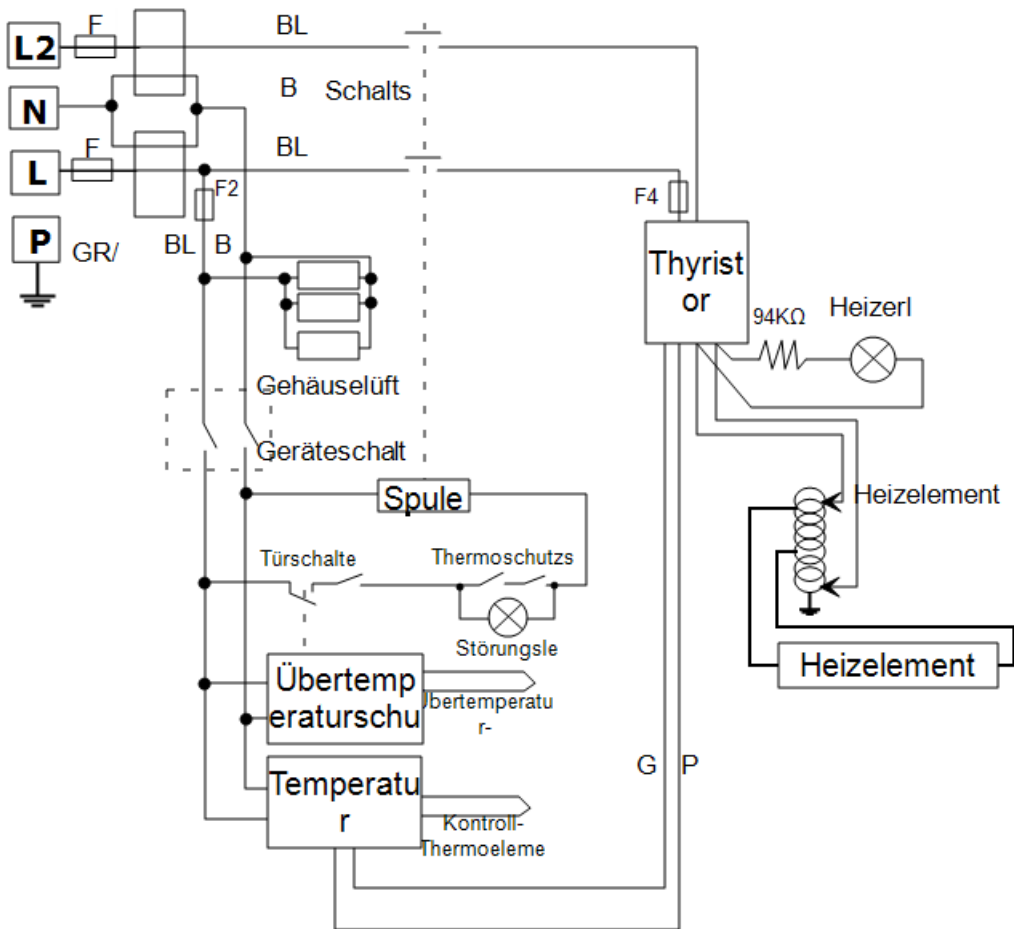 F
BL
L2
N
B
Schalts
F
BL
L
F2
F4
P
GR/
BL
B
Thyrist
or
94KΩ
Heizerl
Gehäuselüft
Geräteschalt
Spule
Heizelement
Türschalte
Thermoschutzs
Störungsle
Übertemp
eraturschu
Übertemperatu
r-
Heizelement
G
P
Temperatu
r
Kontroll-
Thermoeleme